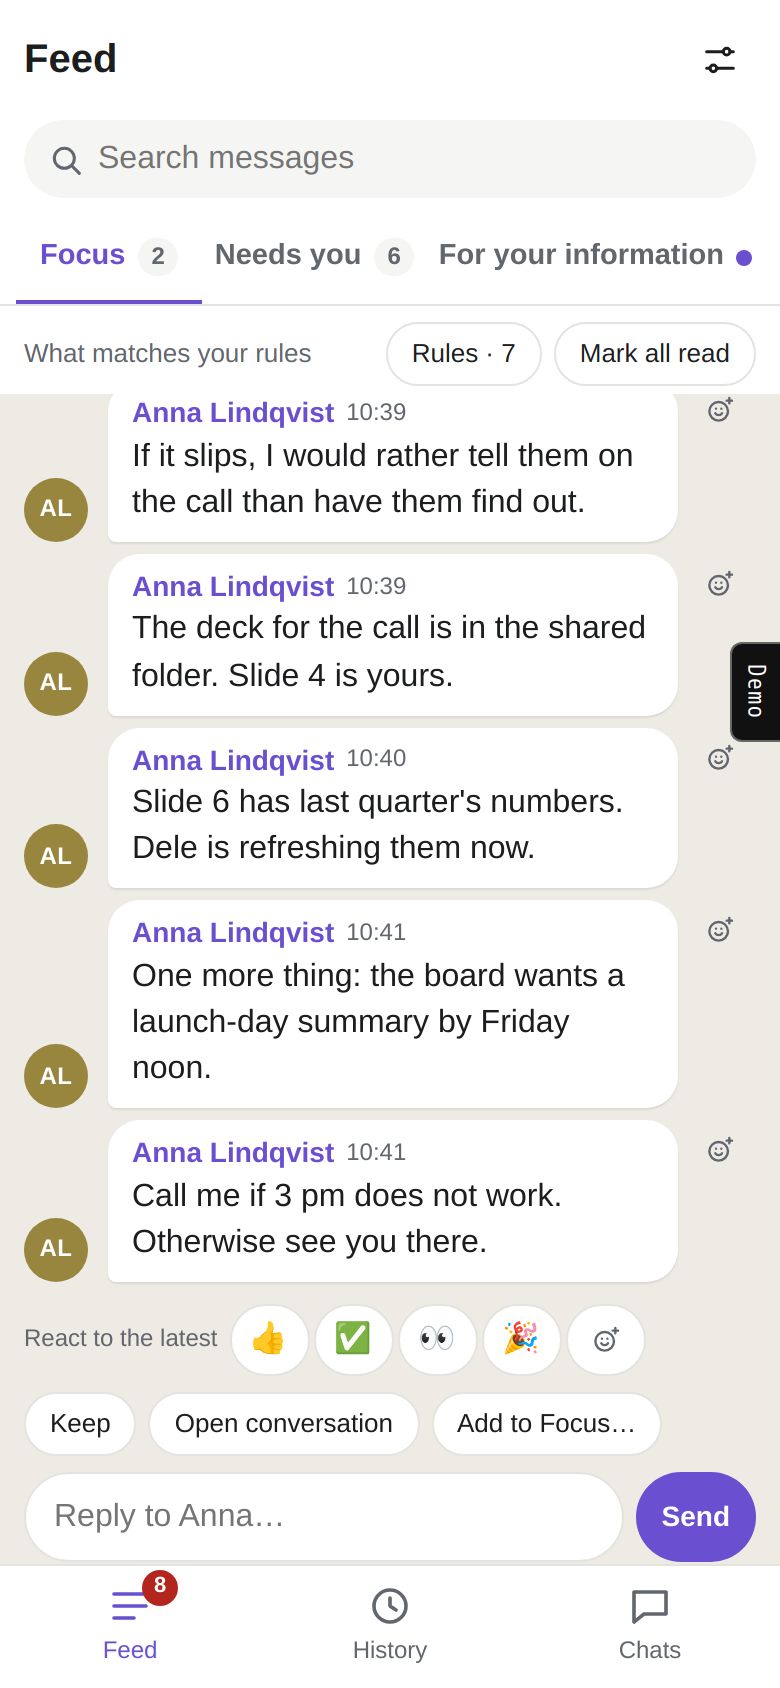 Feed
Search messages
Focus 2 Needs you 6 For your information
What matches your rules Rules · 7 Mark all read
Anna Lindqvist 10:39
If it slips, I would rather tell them on
the call than have them find out.
AL
Anna Lindqvist 10:39
The deck for the call is in the shared
folder. Slide 4 is yours.
AL
Demo
Anna Lindqvist 10:40
Slide 6 has last quarter's numbers.
Dele is refreshing them now.
AL
Anna Lindqvist 10:41
One more thing: the board wants a
launch-day summary by Friday
noon.
AL
Anna Lindqvist 10:41
Call me if 3 pm does not work.
Otherwise see you there.
AL
React to the latest
Keep Open conversation Add to Focus…
Reply to Anna… Send
8
Feed History Chats